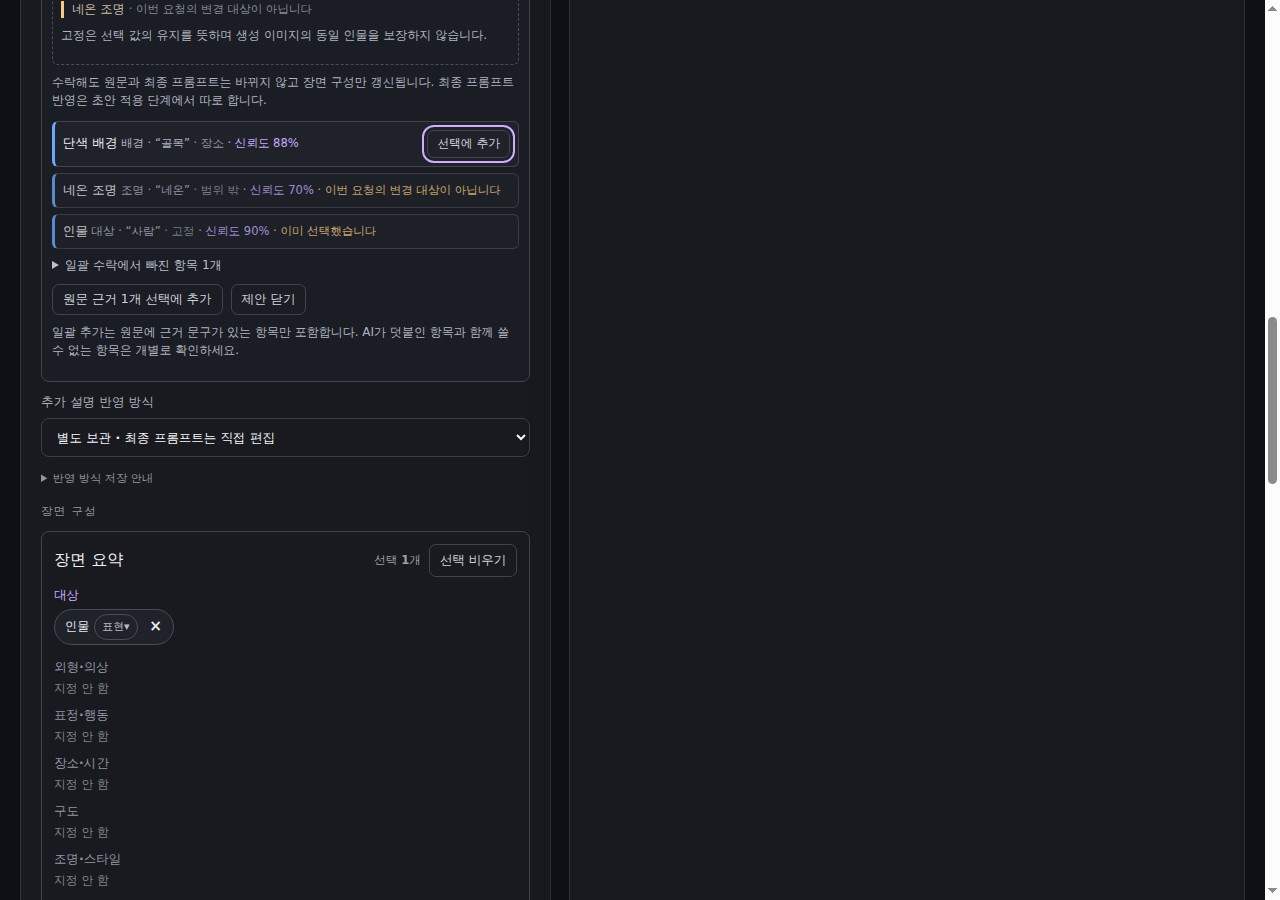 네온 조명 · 이번 요청의 변경 대상이 아닙니다
고정은 선택 값의 유지를 뜻하며 생성 이미지의 동일 인물을 보장하지 않습니다.
수락해도 원문과 최종 프롬프트는 바뀌지 않고 장면 구성만 갱신됩니다. 최종 프롬프트
반영은 초안 적용 단계에서 따로 합니다.
단색 배경 배경 · “골목” · 장소 · 신뢰도 88% 선택에 추가
네온 조명 조명 · “네온” · 범위 밖 · 신뢰도 70% · 이번 요청의 변경 대상이 아닙니다
인물 대상 · “사람” · 고정 · 신뢰도 90% · 이미 선택했습니다
▶ 일괄 수락에서 빠진 항목 1개
원문 근거 1개 선택에 추가 제안 닫기
일괄 추가는 원문에 근거 문구가 있는 항목만 포함합니다. AI가 덧붙인 항목과 함께 쓸
수 없는 항목은 개별로 확인하세요.
추가 설명 반영 방식
별도 보관 · 최종 프롬프트는 직접 편집
▶ 반영 방식 저장 안내
장면 구성
장면 요약 선택 1개 선택 비우기
대상
인물 표현▾ ×
외형·의상
지정 안 함
표정·행동
지정 안 함
장소·시간
지정 안 함
구도
지정 안 함
조명·스타일
지정 안 함